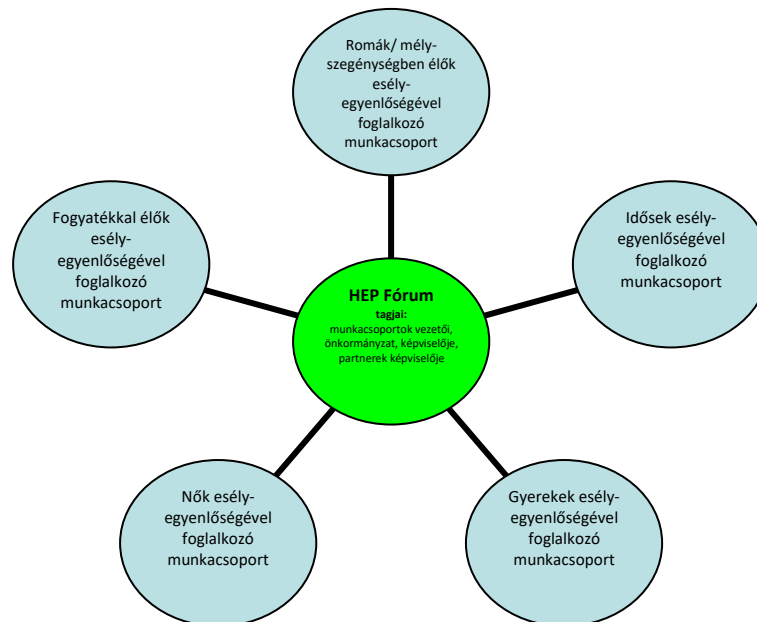 Romák/ mély-
szegénységben élők
esély-
egyenlőségével
foglalkozó
munkacsoport
Fogyatékkal élők
esély-
egyenlőségével
foglalkozó
munkacsoport
Idősek esély-
egyenlőségével
foglalkozó
munkacsoport
HEP Fórum
tagjai:
munkacsoportok vezetői,
önkormányzat, képviselője,
partnerek képviselője
Nők esély-
egyenlőségével
foglalkozó
munkacsoport
Gyerekek esély-
egyenlőségével
foglalkozó
munkacsoport